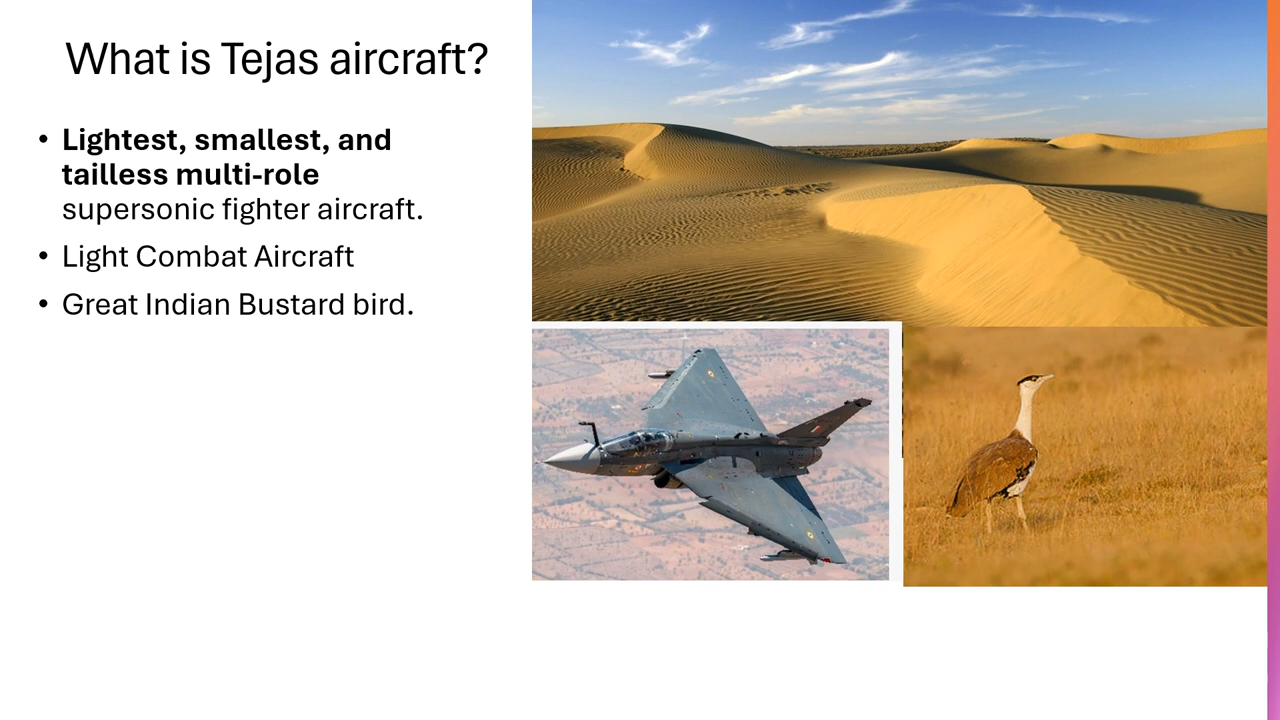 What is Tejas aircraft?
• Lightest, smallest, and
tailless multi-role
supersonic fighter aircraft.
• Light Combat Aircraft
• Great Indian Bustard bird.